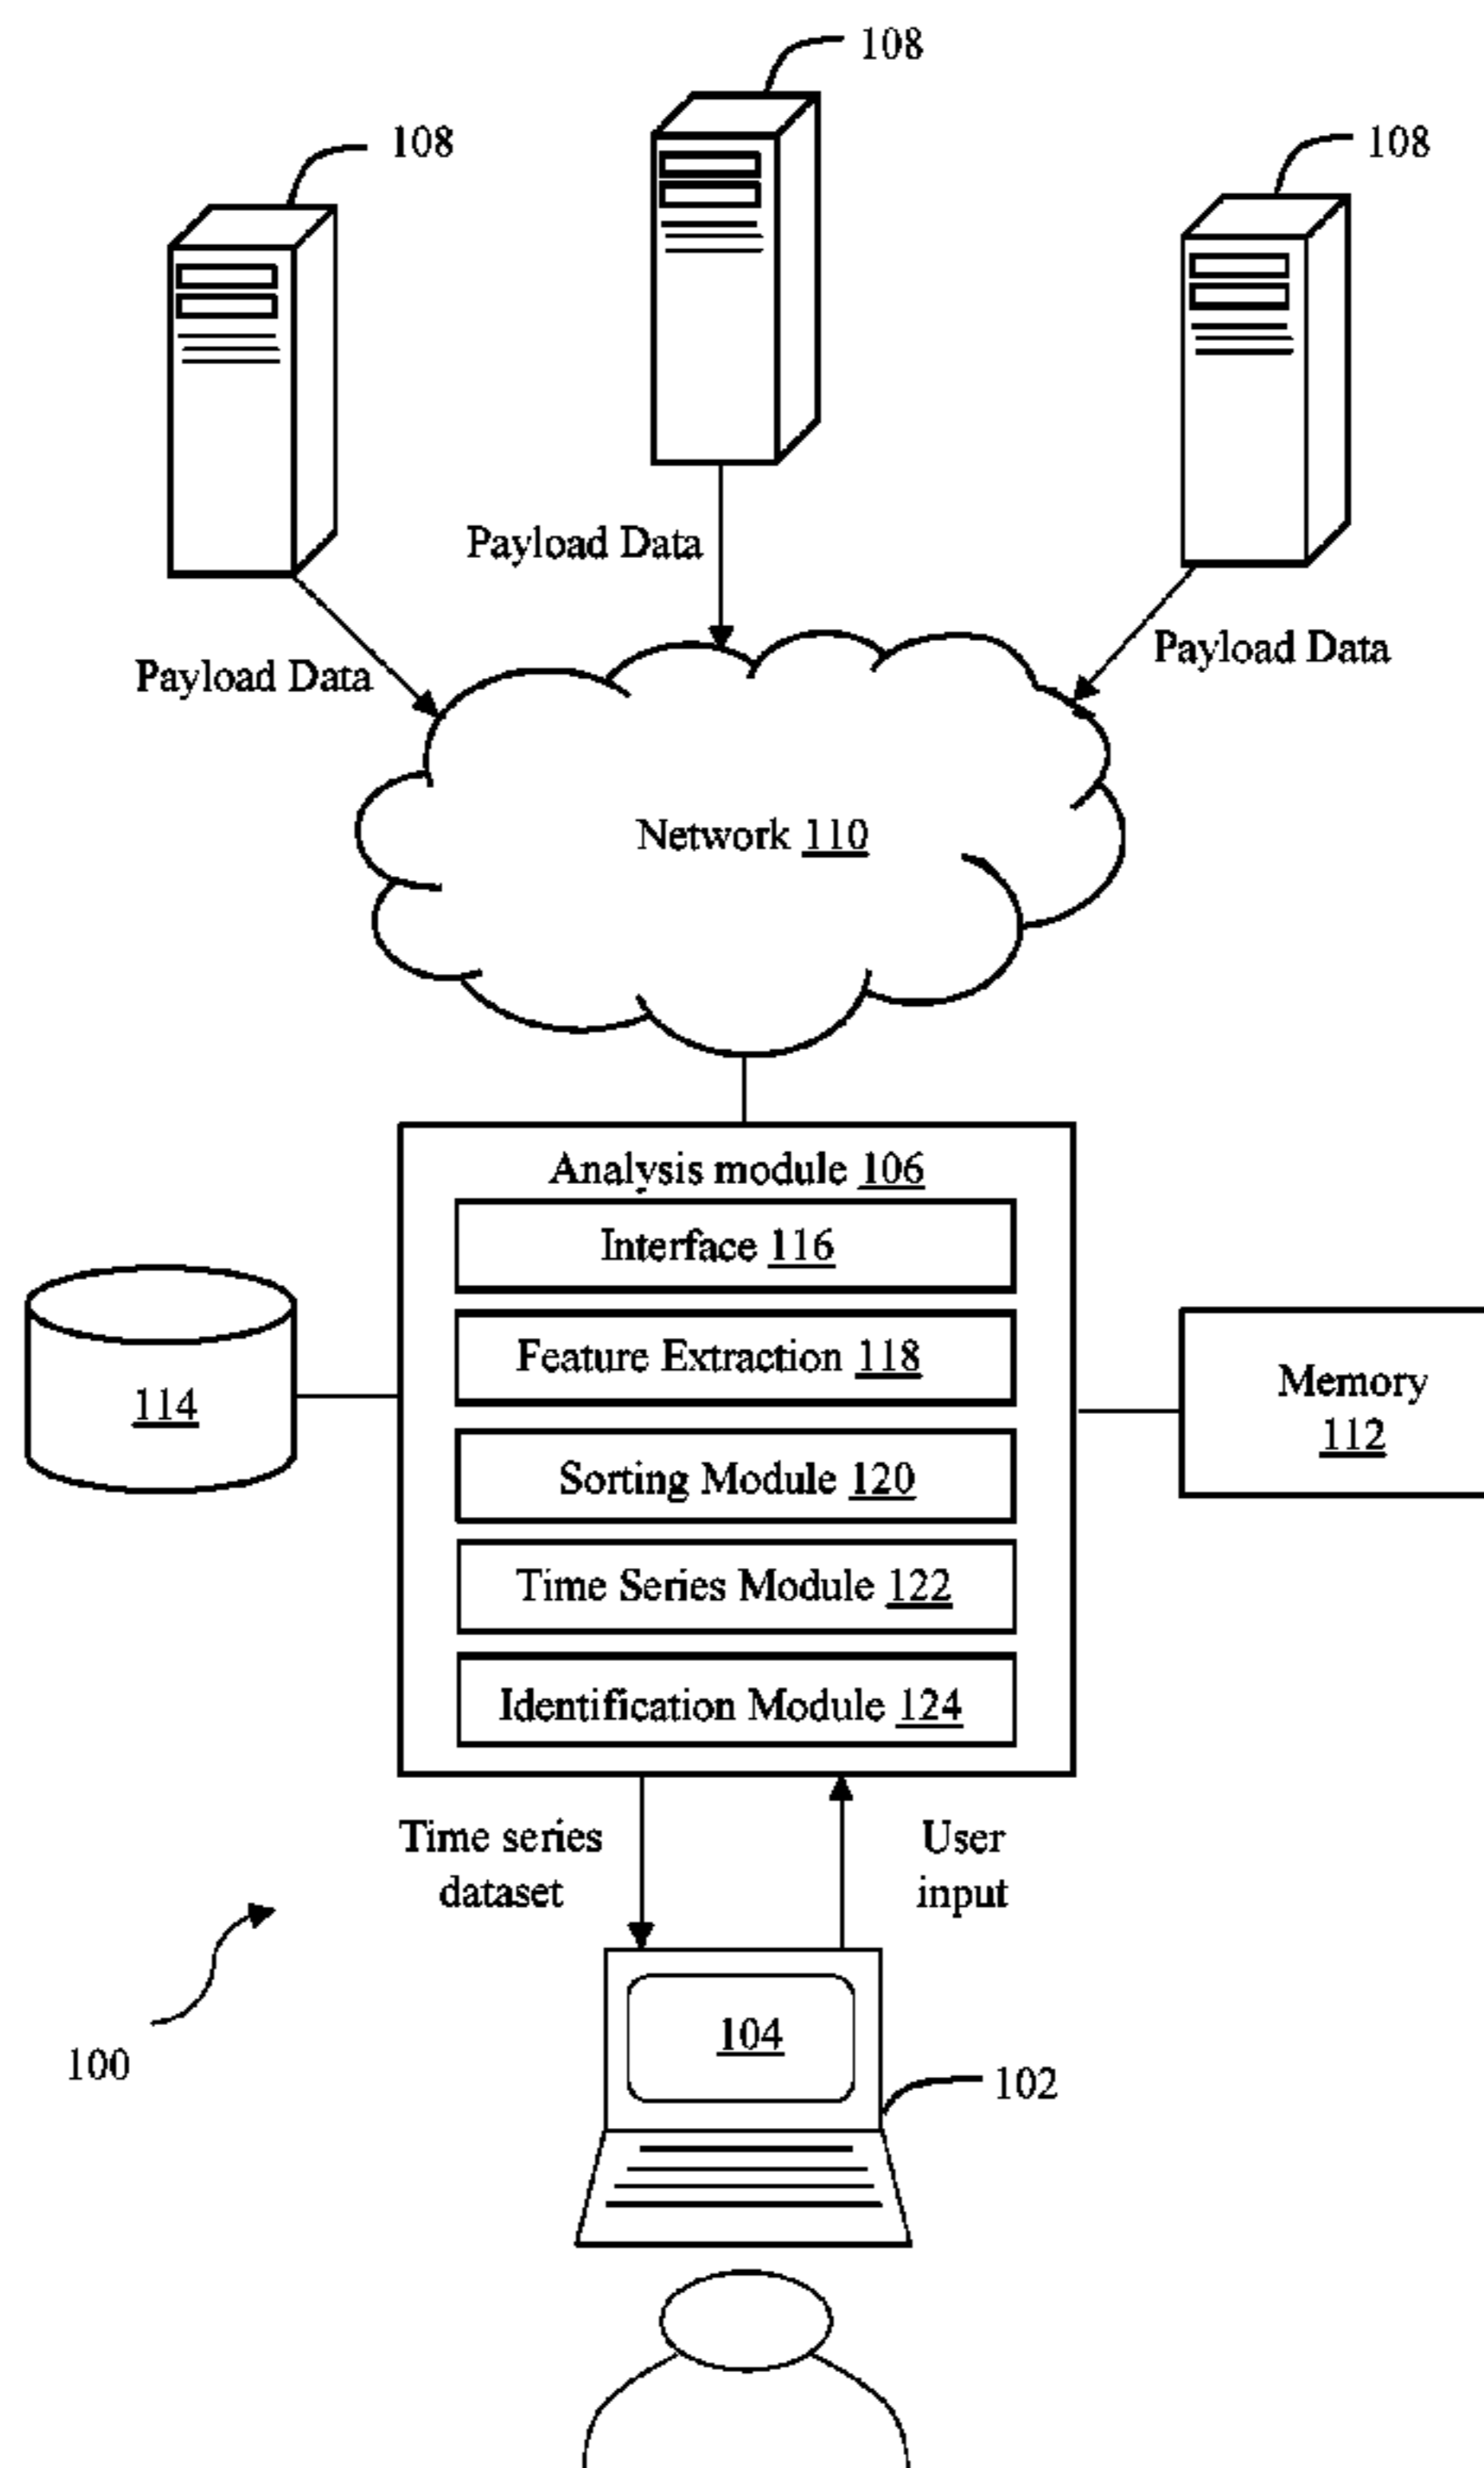 108
108
108
Payload Data
Payload Data
Payload Data
Network 110
Analysis module 106
Interface 116
Feature Extraction 118
Sorting Module 120
Time Series Module 122
Identification Module 124
114
Memory
112
Time series
dataset
User
input
100
104
102